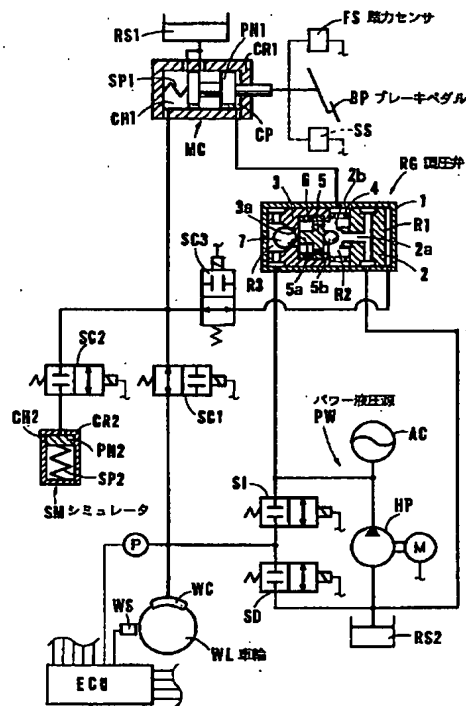 RS1
PN1
CR1
FS 踏力センサ
SP1
CH1
BP ブレーキペダル
MC
CP
SS
RG 調圧弁
3 6 5 2b 4 1
3a
R1
7
2a
SC3
R3
5a 5b R2 2
SC2
CH2
CR2
SC1
パワー液圧源
PW
AC
PN2
SP2
SM シミュレータ
SI
HP
P
M
WC
WS
SD
WL 車輪
RS2
ECU